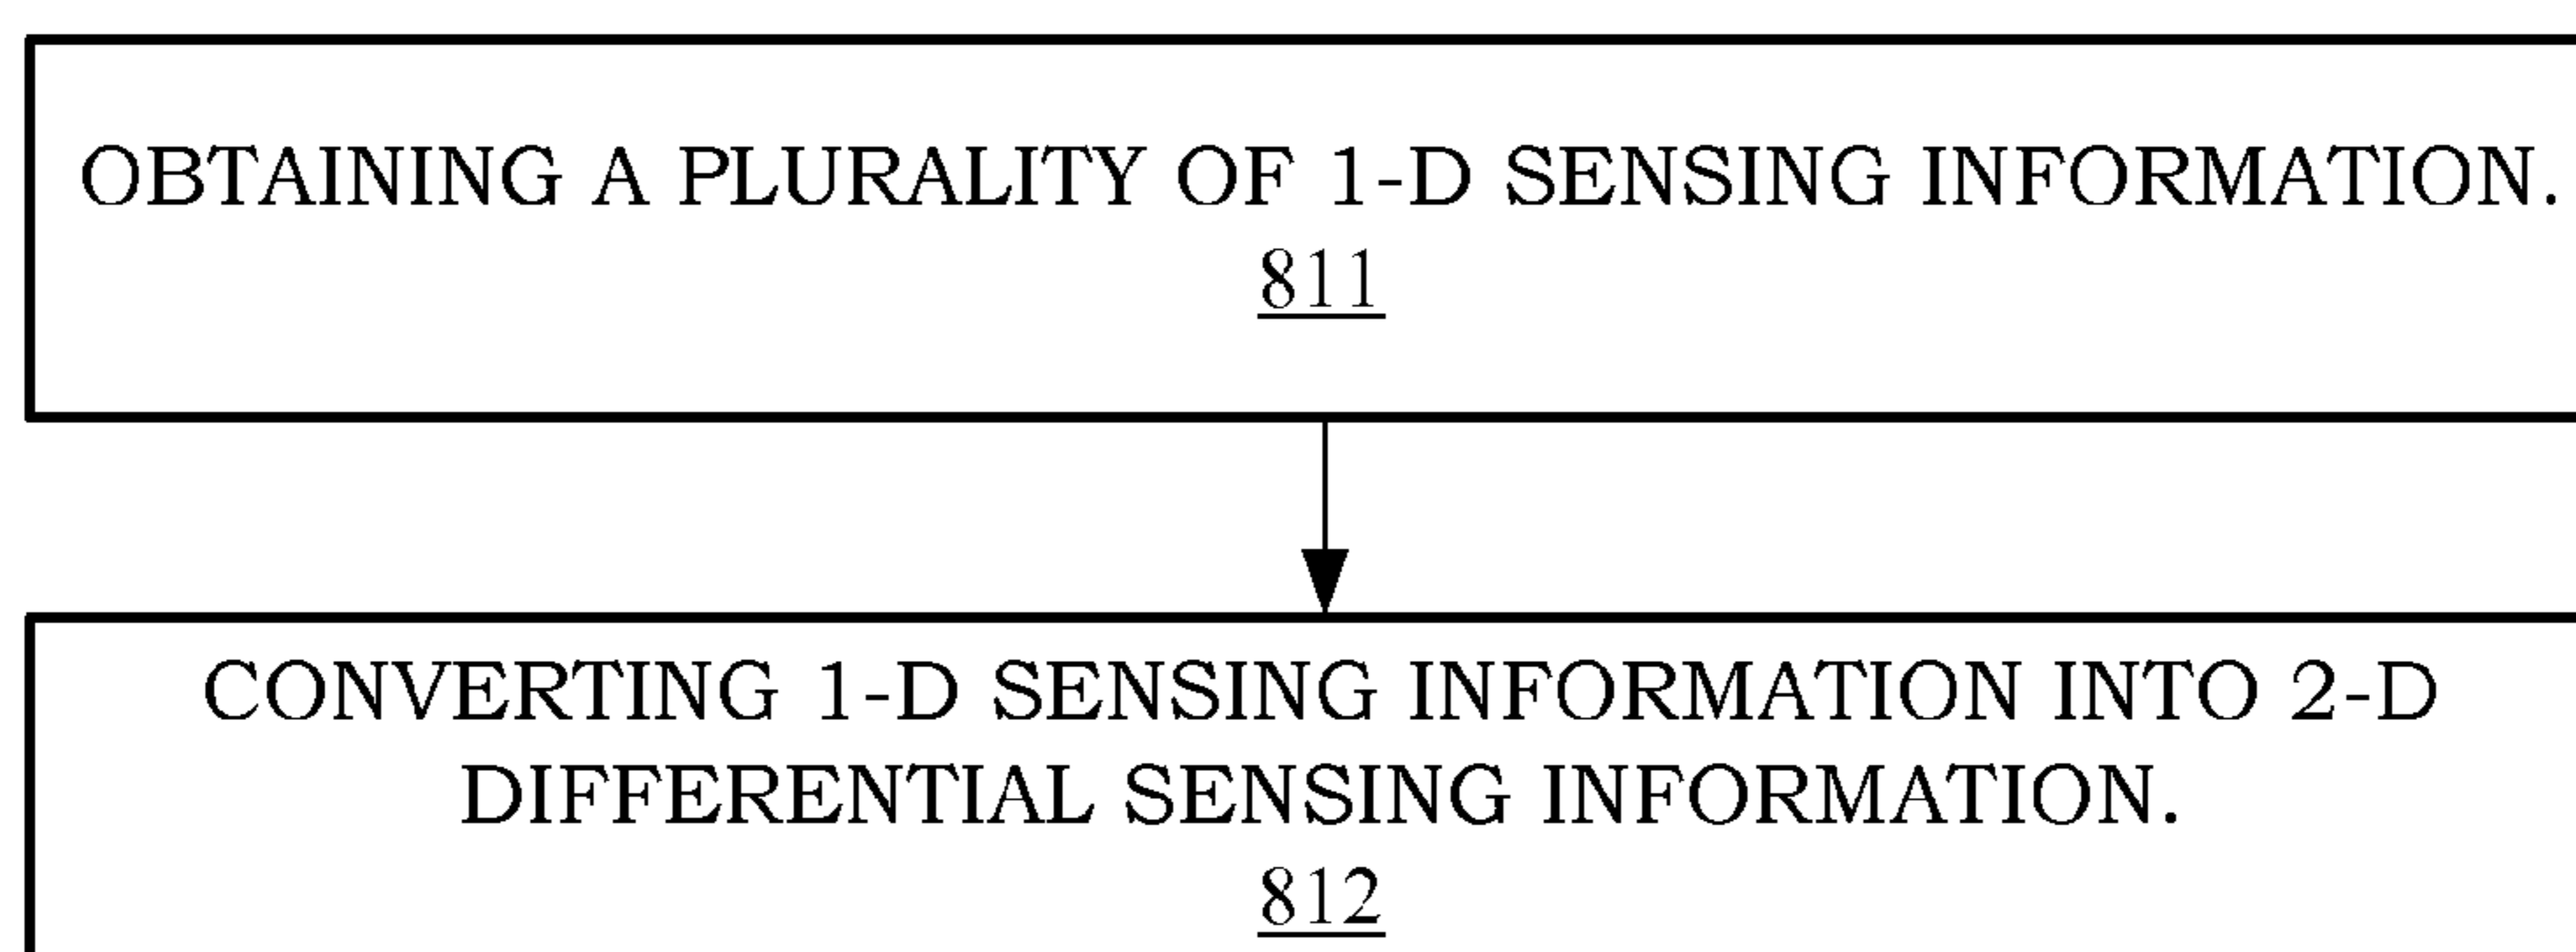 OBTAINING A PLURALITY OF 1-D SENSING INFORMATION.
811
CONVERTING 1-D SENSING INFORMATION INTO 2-D
DIFFERENTIAL SENSING INFORMATION.
812